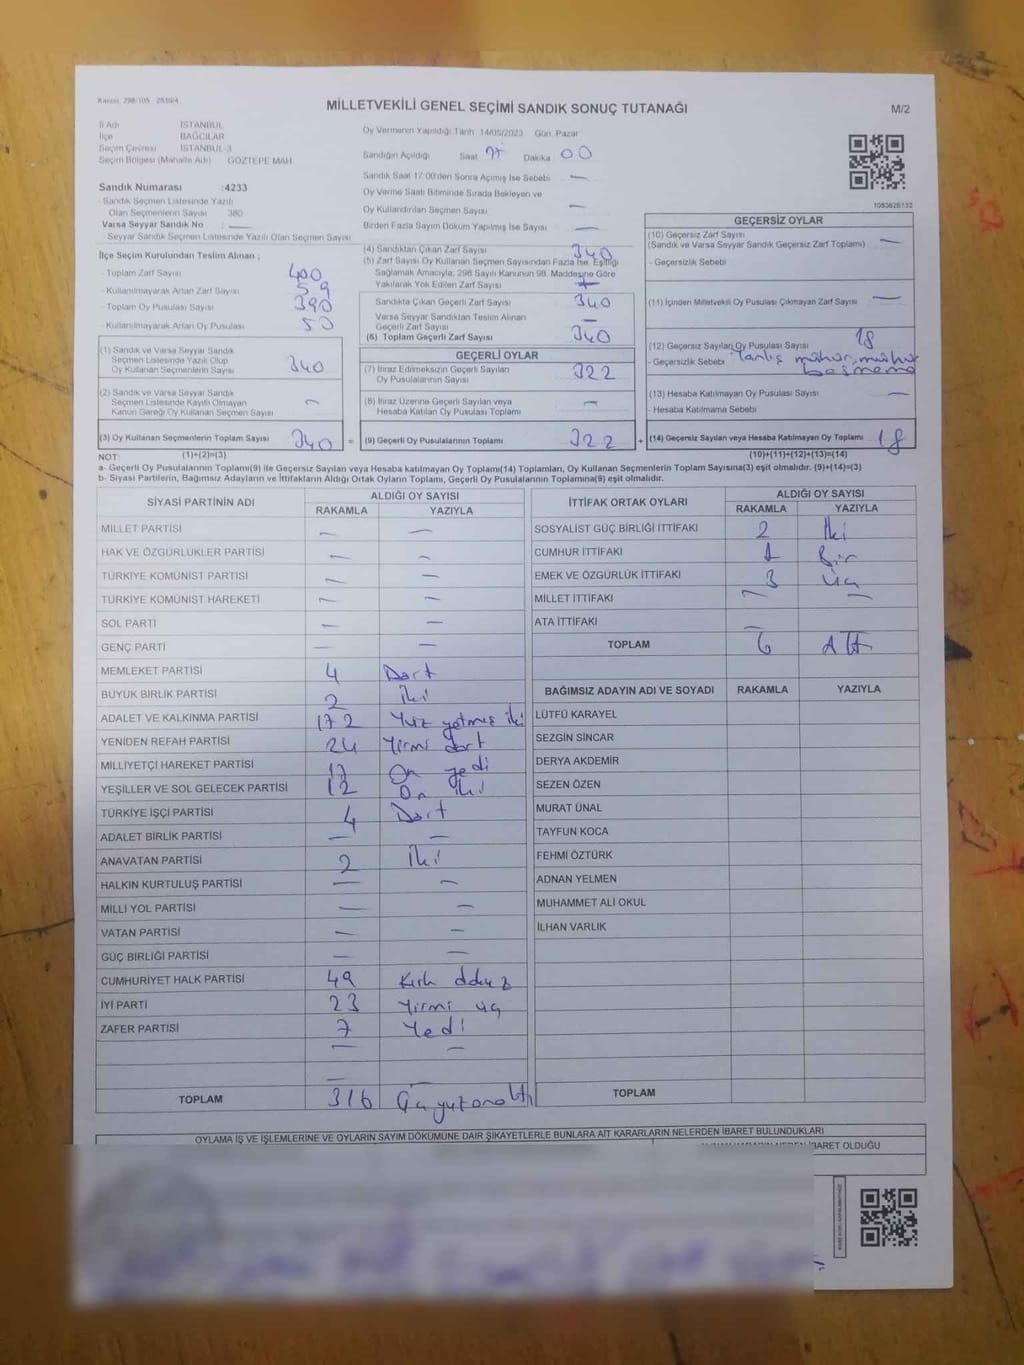 Kanun: 298/105 - 2839/4
MİLLETVEKİLİ GENEL SEÇİMİ SANDIK SONUÇ TUTANAĞI
M/2
İl Adı İSTANBUL
İlçe BAĞCILAR
Seçim Çevresi İSTANBUL-3
Seçim Bölgesi (Mahalle Adı) GÖZTEPE MAH
Oy Vermenin Yapıldığı Tarih 14/05/2023 Gün Pazar
Sandığın Açıldığı Saat 17 Dakika 00
Sandık Saat 17:00'den Sonra Açımış İse Sebebi —
Oy Verme Saati Bitiminde Sırada Bekleyen ve
Oy Kullandırılan Seçmen Sayısı —
Birden Fazla Sayım Döküm Yapılmış İse Sayısı —
1083828132
Sandık Numarası :4233
- Sandık Seçmen Listesinde Yazılı
Olan Seçmenlerin Sayısı 380
Varsa Seyyar Sandık No : —
Seyyar Sandık Seçmen Listesinde Yazılı Olan Seçmen Sayısı
İlçe Seçim Kurulundan Teslim Alınan ;
- Toplam Zarf Sayısı 400
- Kullanılmayarak Artan Zarf Sayısı 59
- Toplam Oy Pusulası Sayısı 390
- Kullanılmayarak Artan Oy Pusulası 50
(4) Sandıktan Çıkan Zarf Sayısı 340
(5) Zarf Sayısı Oy Kullanan Seçmen Sayısından Fazla İse, Eşitliği
Sağlamak Amacıyla, 298 Sayılı Kanunun 98. Maddesine Göre
Yakılarak Yok Edilen Zarf Sayısı
Sandıkta Çıkan Geçerli Zarf Sayısı 340
Varsa Seyyar Sandıktan Teslim Alınan
Geçerli Zarf Sayısı —
(6) Toplam Geçerli Zarf Sayısı 340
GEÇERSİZ OYLAR
(10) Geçersiz Zarf Sayısı
(Sandık ve Varsa Seyyar Sandık Geçersiz Zarf Toplamı) —
- Geçersizlik Sebebi
(11) İçinden Milletvekili Oy Pusulası Çıkmayan Zarf Sayısı —
(12) Geçersiz Sayılan Oy Pusulası Sayısı 18
- Geçersizlik Sebebi Yanlış mühür, mühür
basmama
(13) Hesaba Katılmayan Oy Pusulası Sayısı —
- Hesaba Katılmama Sebebi
(1) Sandık ve Varsa Seyyar Sandık
Seçmen Listesinde Yazılı Olup
Oy Kullanan Seçmenlerin Sayısı 340
(2) Sandık ve Varsa Seyyar Sandık
Seçmen Listesinde Kayıtlı Olmayan
Kanun Gereği Oy Kullanan Seçmen Sayısı —
GEÇERLİ OYLAR
(7) İtiraz Edilmeksizin Geçerli Sayılan
Oy Pusulalarının Sayısı 322
(8) İtiraz Üzerine Geçerli Sayılan veya
Hesaba Katılan Oy Pusulası Toplamı —
(3) Oy Kullanan Seçmenlerin Toplam Sayısı 340 = (9) Geçerli Oy Pusulalarının Toplamı 322 + (14) Geçersiz Sayılan veya Hesaba Katılmayan Oy Toplamı 18
NOT: (1)+(2)=(3) (10)+(11)+(12)+(13)=(14)
a- Geçerli Oy Pusulalarının Toplamı(9) ile Geçersiz Sayılan veya Hesaba katılmayan Oy Toplamı(14) Toplamları, Oy Kullanan Seçmenlerin Toplam Sayısına(3) eşit olmalıdır. (9)+(14)=(3)
b- Siyasi Partilerin, Bağımsız Adayların ve İttifakların Aldığı Ortak Oyların Toplamı, Geçerli Oy Pusulalarının Toplamına(9) eşit olmalıdır.
SİYASİ PARTİNİN ADI ALDIĞI OY SAYISI
RAKAMLA YAZIYLA
MİLLET PARTİSİ — —
HAK VE ÖZGÜRLÜKLER PARTİSİ — —
TÜRKİYE KOMÜNİST PARTİSİ — —
TÜRKİYE KOMÜNİST HAREKETİ — —
SOL PARTİ — —
GENÇ PARTİ — —
MEMLEKET PARTİSİ 4 Dört
BÜYÜK BİRLİK PARTİSİ 2 iki
ADALET VE KALKINMA PARTİSİ 172 Yüz yetmiş iki
YENİDEN REFAH PARTİSİ 24 Yirmi dört
MİLLİYETÇİ HAREKET PARTİSİ 17 On yedi
YEŞİLLER VE SOL GELECEK PARTİSİ 12 On iki
TÜRKİYE İŞÇİ PARTİSİ 4 Dört
ADALET BİRLİK PARTİSİ — —
ANAVATAN PARTİSİ 2 iki
HALKIN KURTULUŞ PARTİSİ — —
MİLLİ YOL PARTİSİ — —
VATAN PARTİSİ — —
GÜÇ BİRLİĞİ PARTİSİ — —
CUMHURİYET HALK PARTİSİ 49 Kırk dokuz
İYİ PARTİ 23 Yirmi üç
ZAFER PARTİSİ 7 Yedi
— —
— —
TOPLAM 316 Üçyüzonaltı
İTTİFAK ORTAK OYLARI ALDIĞI OY SAYISI
RAKAMLA YAZIYLA
SOSYALİST GÜÇ BİRLİĞİ İTTİFAKI 2 İki
CUMHUR İTTİFAKI 1 Bir
EMEK VE ÖZGÜRLÜK İTTİFAKI 3 Üç
MİLLET İTTİFAKI — —
ATA İTTİFAKI —
TOPLAM 6 Altı
BAĞIMSIZ ADAYIN ADI VE SOYADI RAKAMLA YAZIYLA
LÜTFÜ KARAYEL
SEZGİN SİNCAR
DERYA AKDEMİR
SEZEN ÖZEN
MURAT ÜNAL
TAYFUN KOCA
FEHMİ ÖZTÜRK
ADNAN YELMEN
MUHAMMET ALİ OKUL
İLHAN VARLIK
TOPLAM
OYLAMA İŞ VE İŞLEMLERİNE VE OYLARIN SAYIM DÖKÜMÜNE DAİR ŞİKAYETLERLE BUNLARA AİT KARARLARIN NELERDEN İBARET BULUNDUKLARI
İBARET OLDUĞU